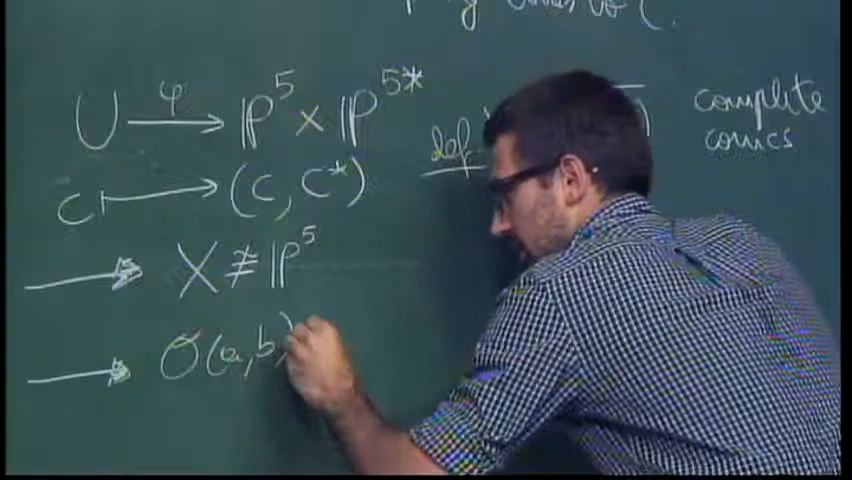 U —φ→ ℙ⁵ × ℙ⁵*
def
complete
conics
C ↦ (C, C*)
→ X ≢ ℙ⁵
→ O(a,b)